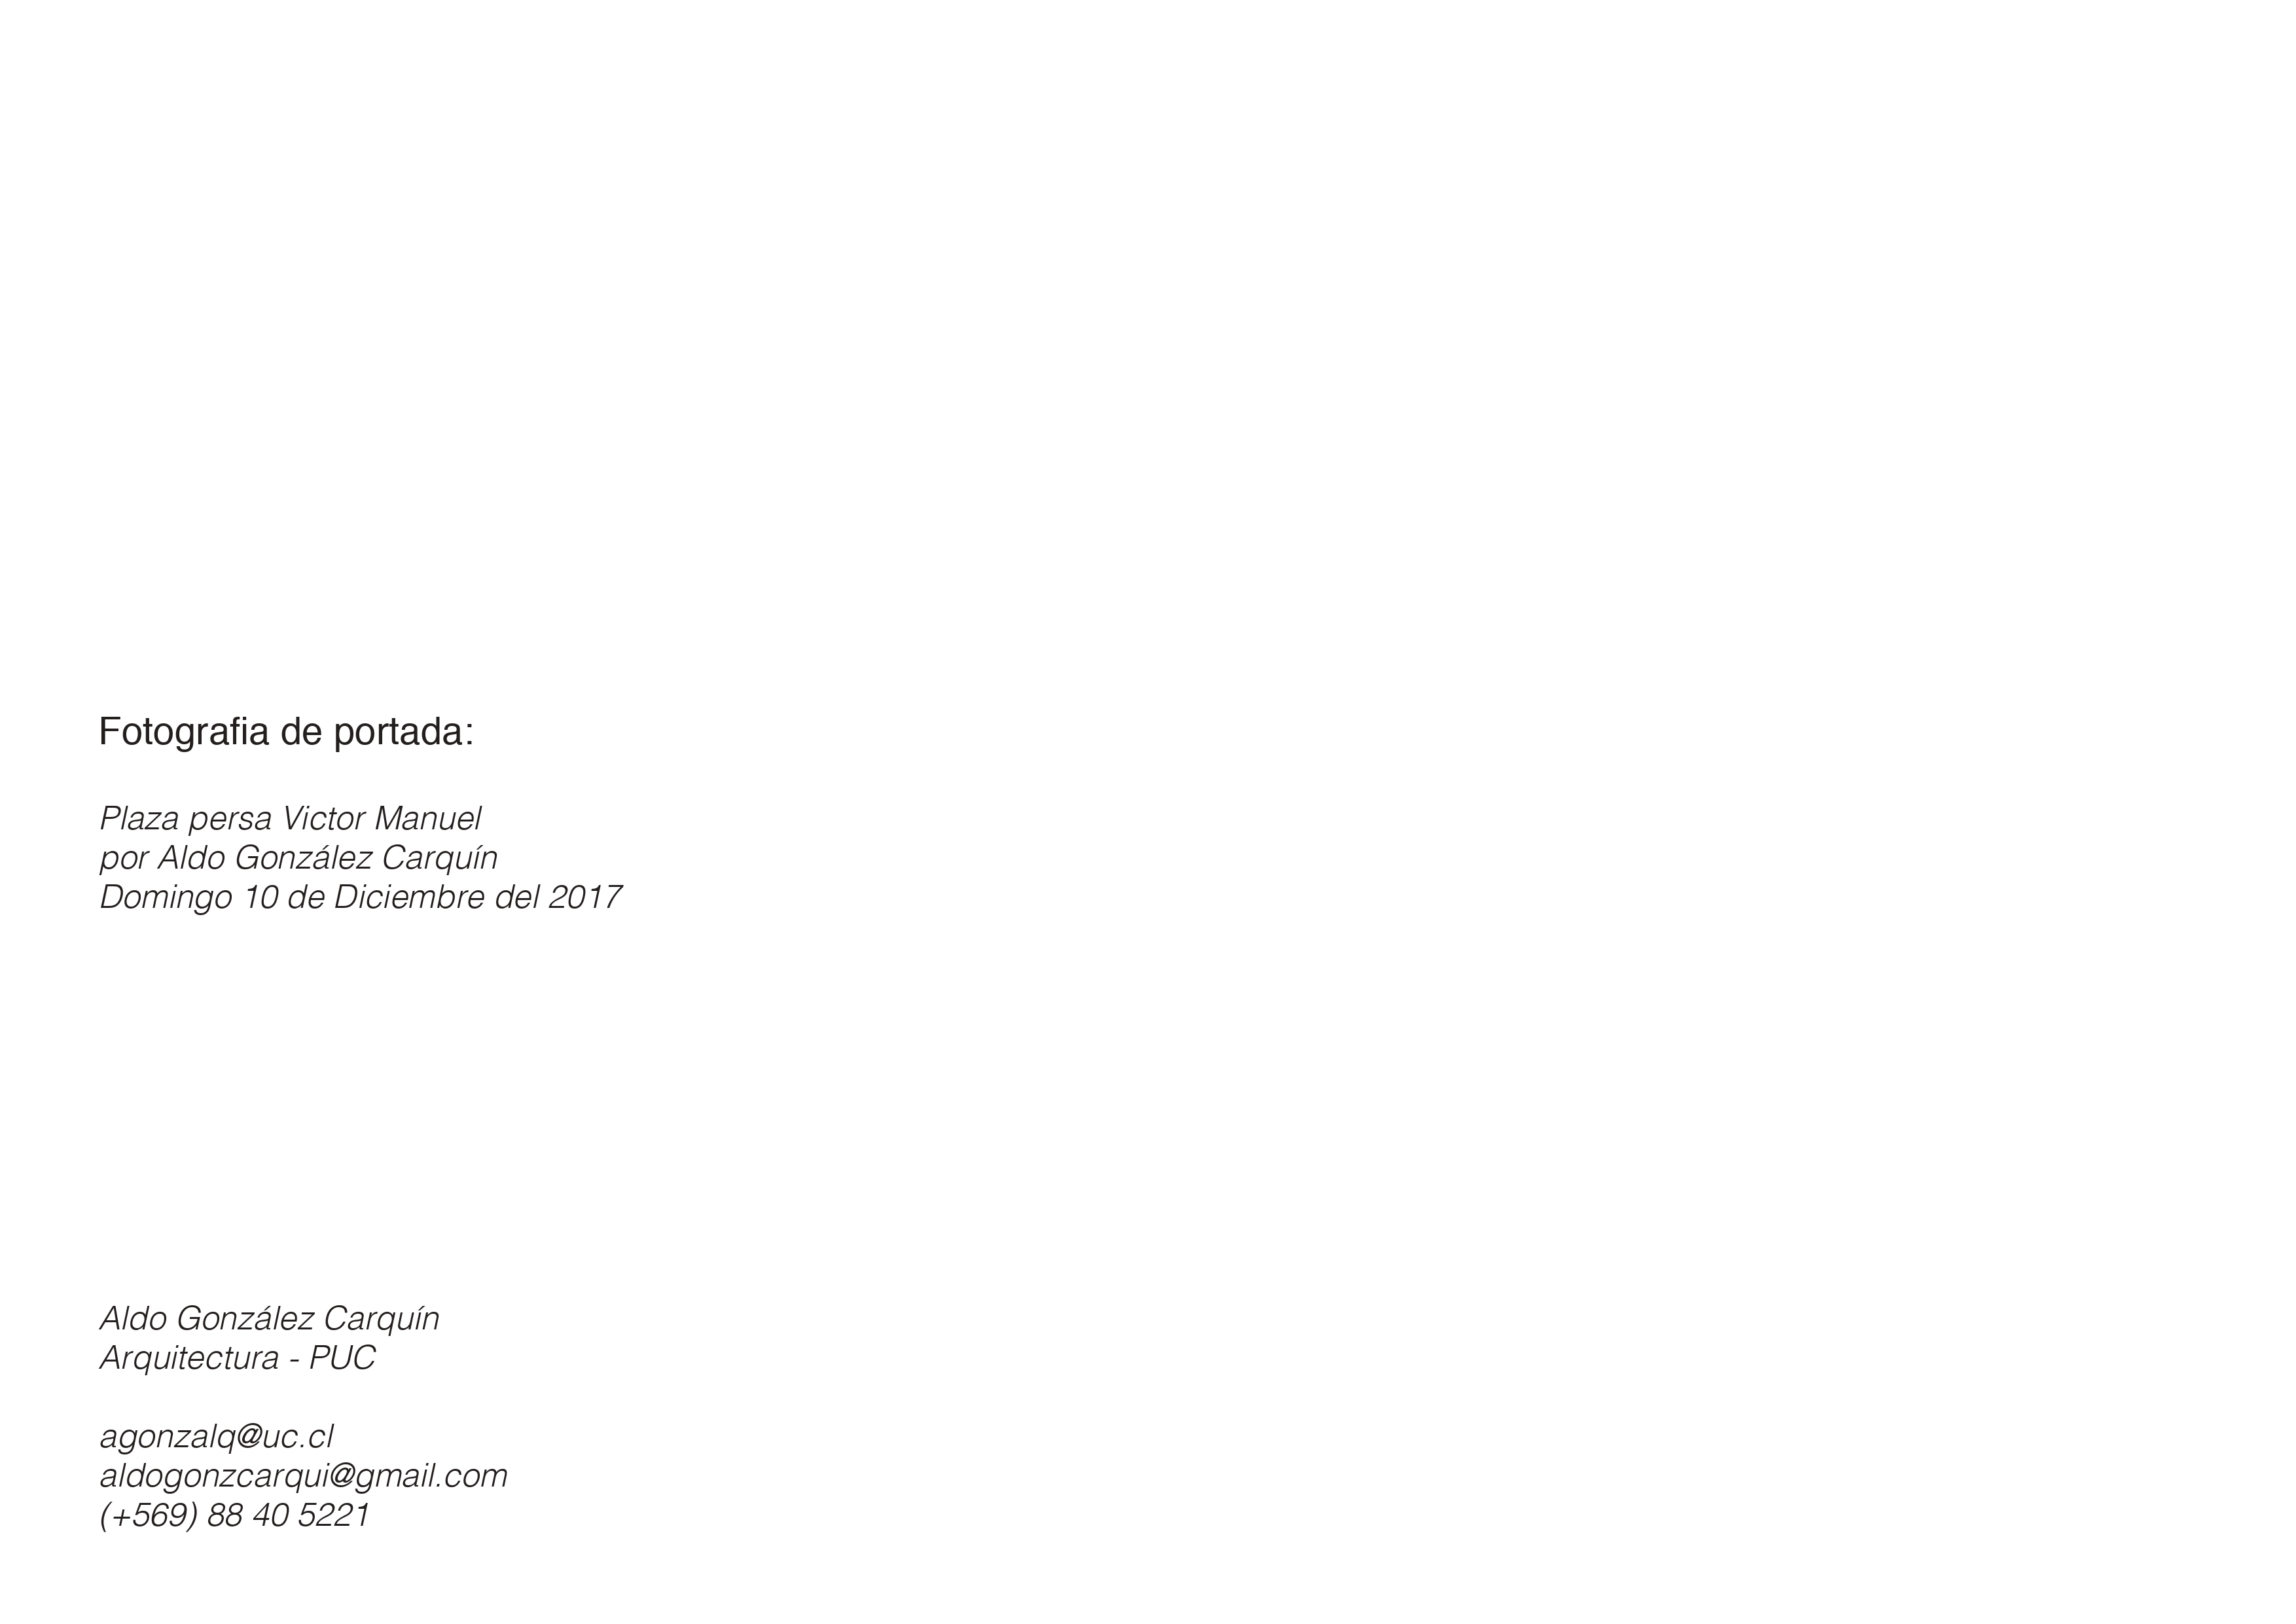 Fotografia de portada:
Plaza persa Victor Manuel
por Aldo González Carquín
Domingo 10 de Diciembre del 2017
Aldo González Carquín
Arquitectura - PUC
agonzalq@uc.cl
aldogonzcarqui@gmail.com
(+569) 88 40 5221